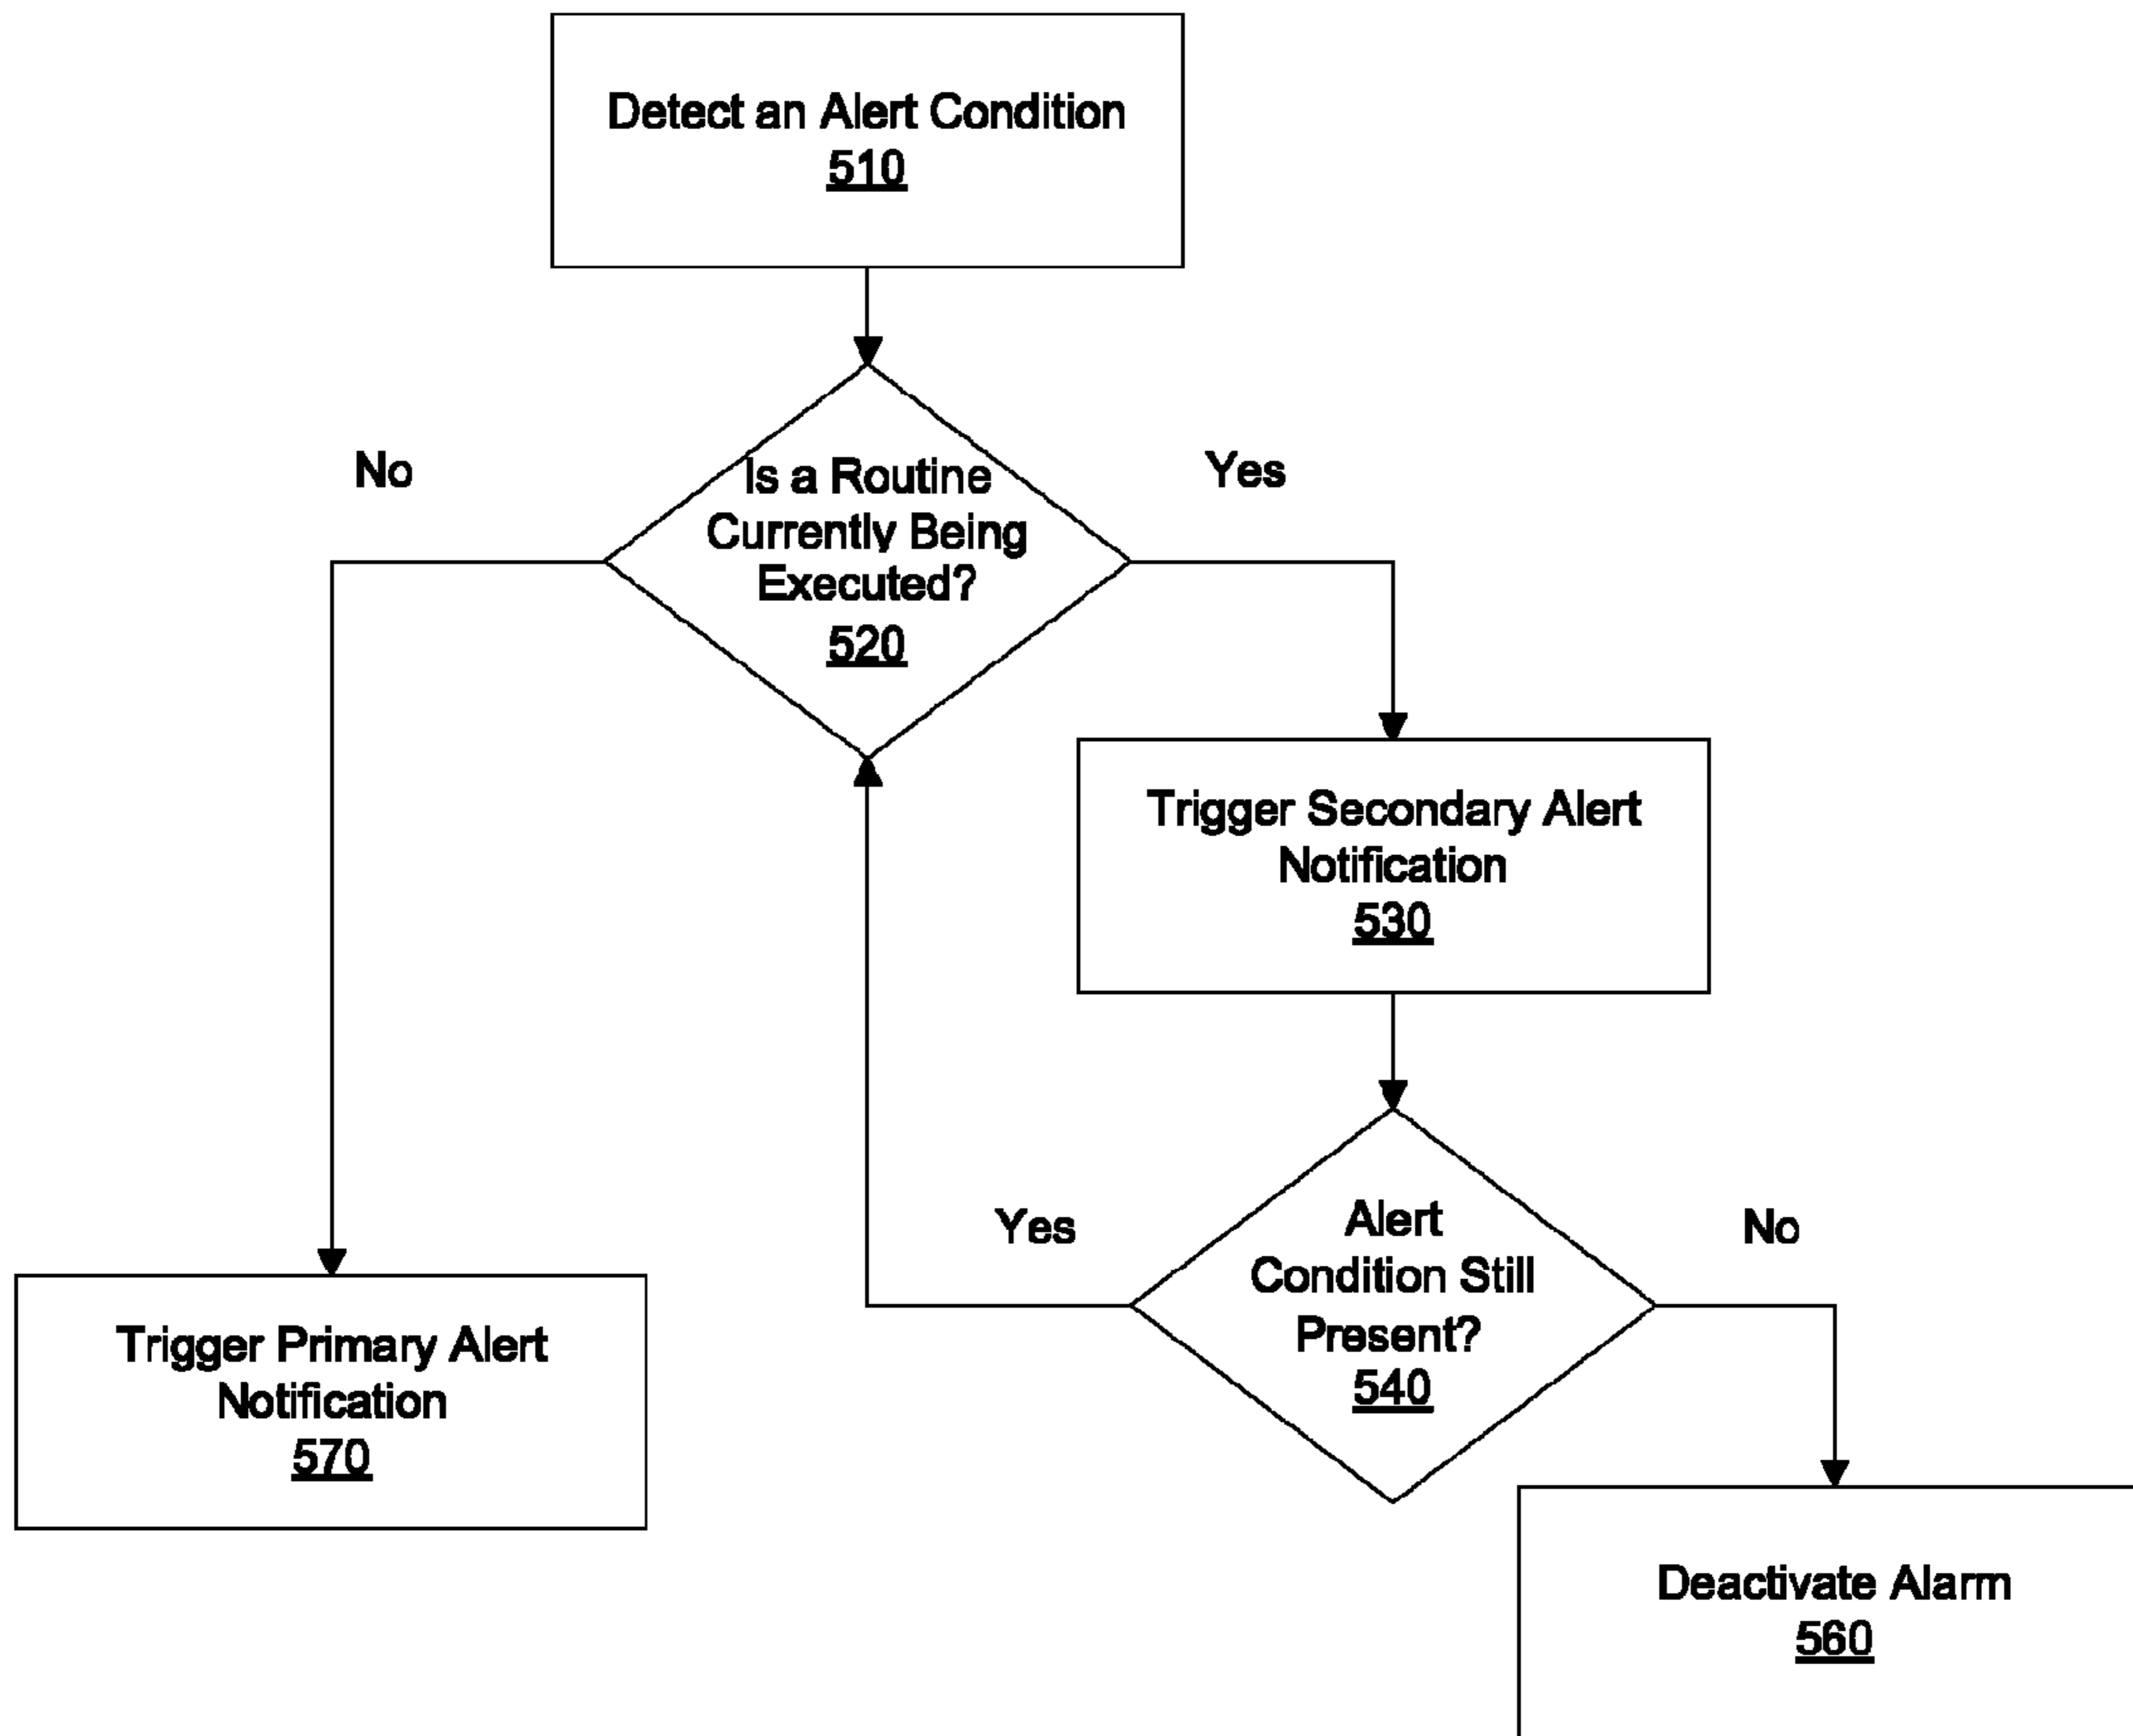 Detect an Alert Condition
510
No
Yes
Is a Routine
Currently Being
Executed?
520
Trigger Secondary Alert
Notification
530
Yes
No
Alert
Condition Still
Present?
540
Trigger Primary Alert
Notification
570
Deactivate Alarm
560